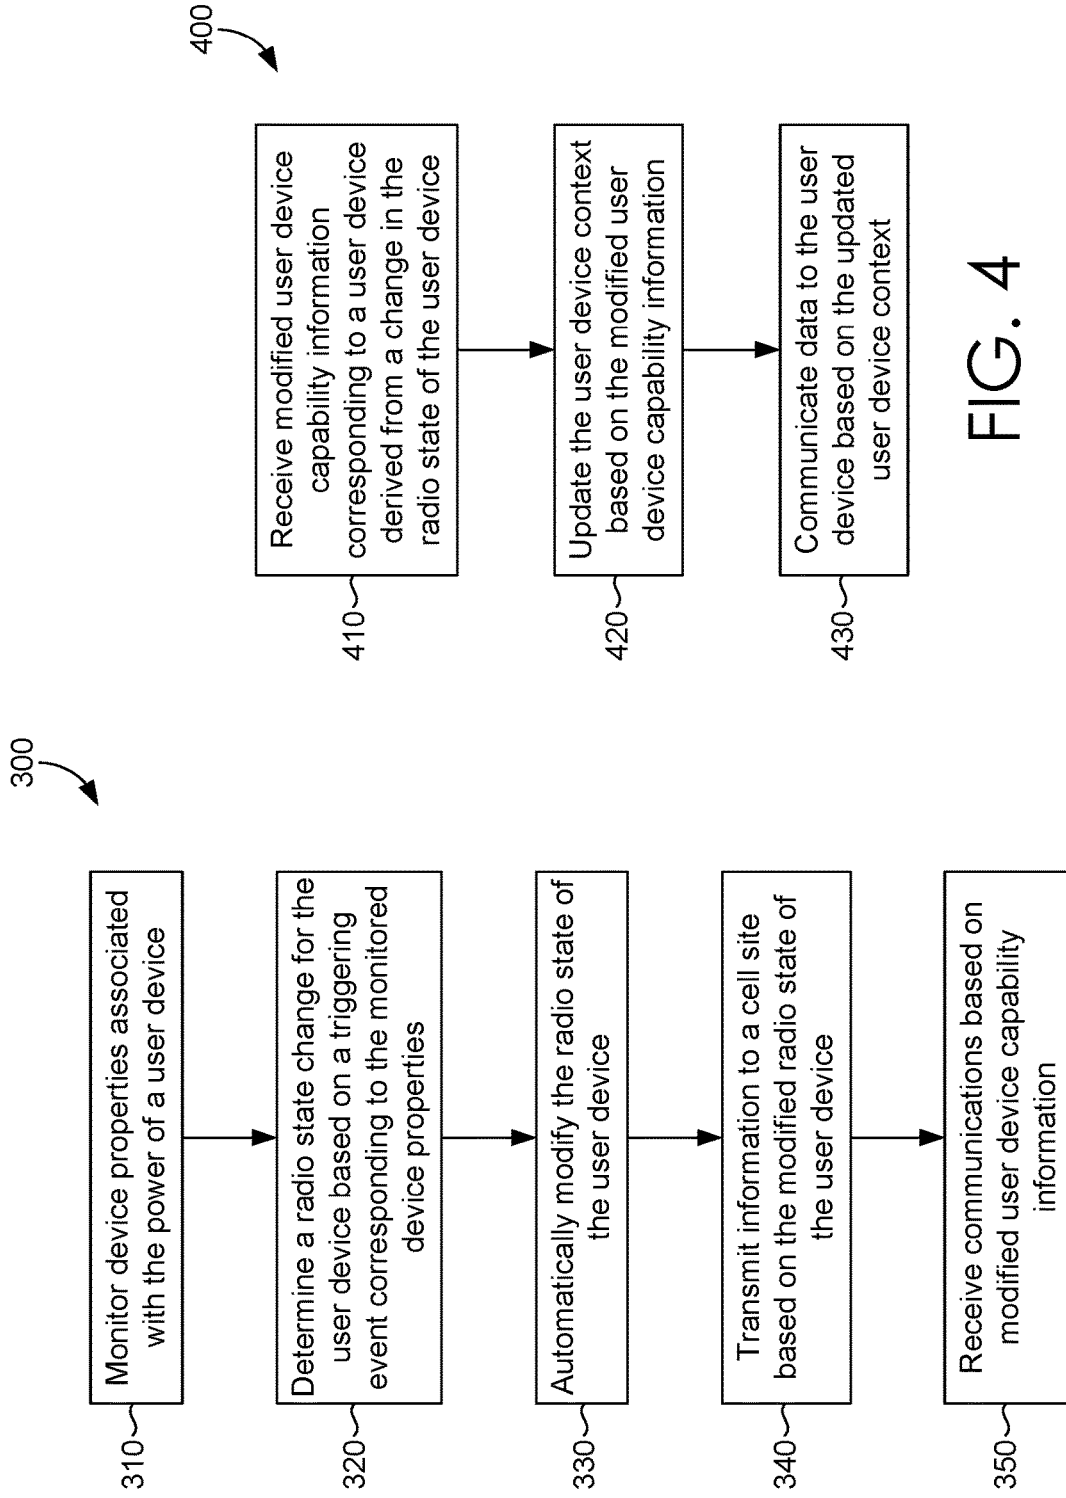 300
310
Monitor device properties associated
with the power of a user device
320
Determine a radio state change for the
user device based on a triggering
event corresponding to the monitored
device properties
330
Automatically modify the radio state of
the user device
340
Transmit information to a cell site
based on the modified radio state of
the user device
350
Receive communications based on
modified user device capability
information
400
410
Receive modified user device
capability information
corresponding to a user device
derived from a change in the
radio state of the user device
420
Update the user device context
based on the modified user
device capability information
430
Communicate data to the user
device based on the updated
user device context
FIG. 4